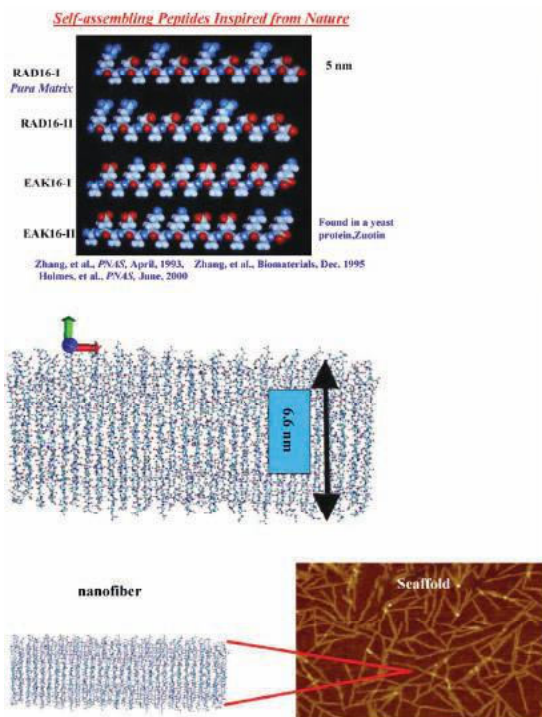 Self-assembling Peptides Inspired from Nature
RAD16-I
Pura Matrix
5 nm
RAD16-II
EAK16-I
EAK16-II
Found in a yeast
protein,Zuotin
Zhang, et al., PNAS, April, 1993, Zhang, et al., Biomaterials, Dec. 1995
Holmes, et al., PNAS, June, 2000
6.6 nm
nanofiber
Scaffold